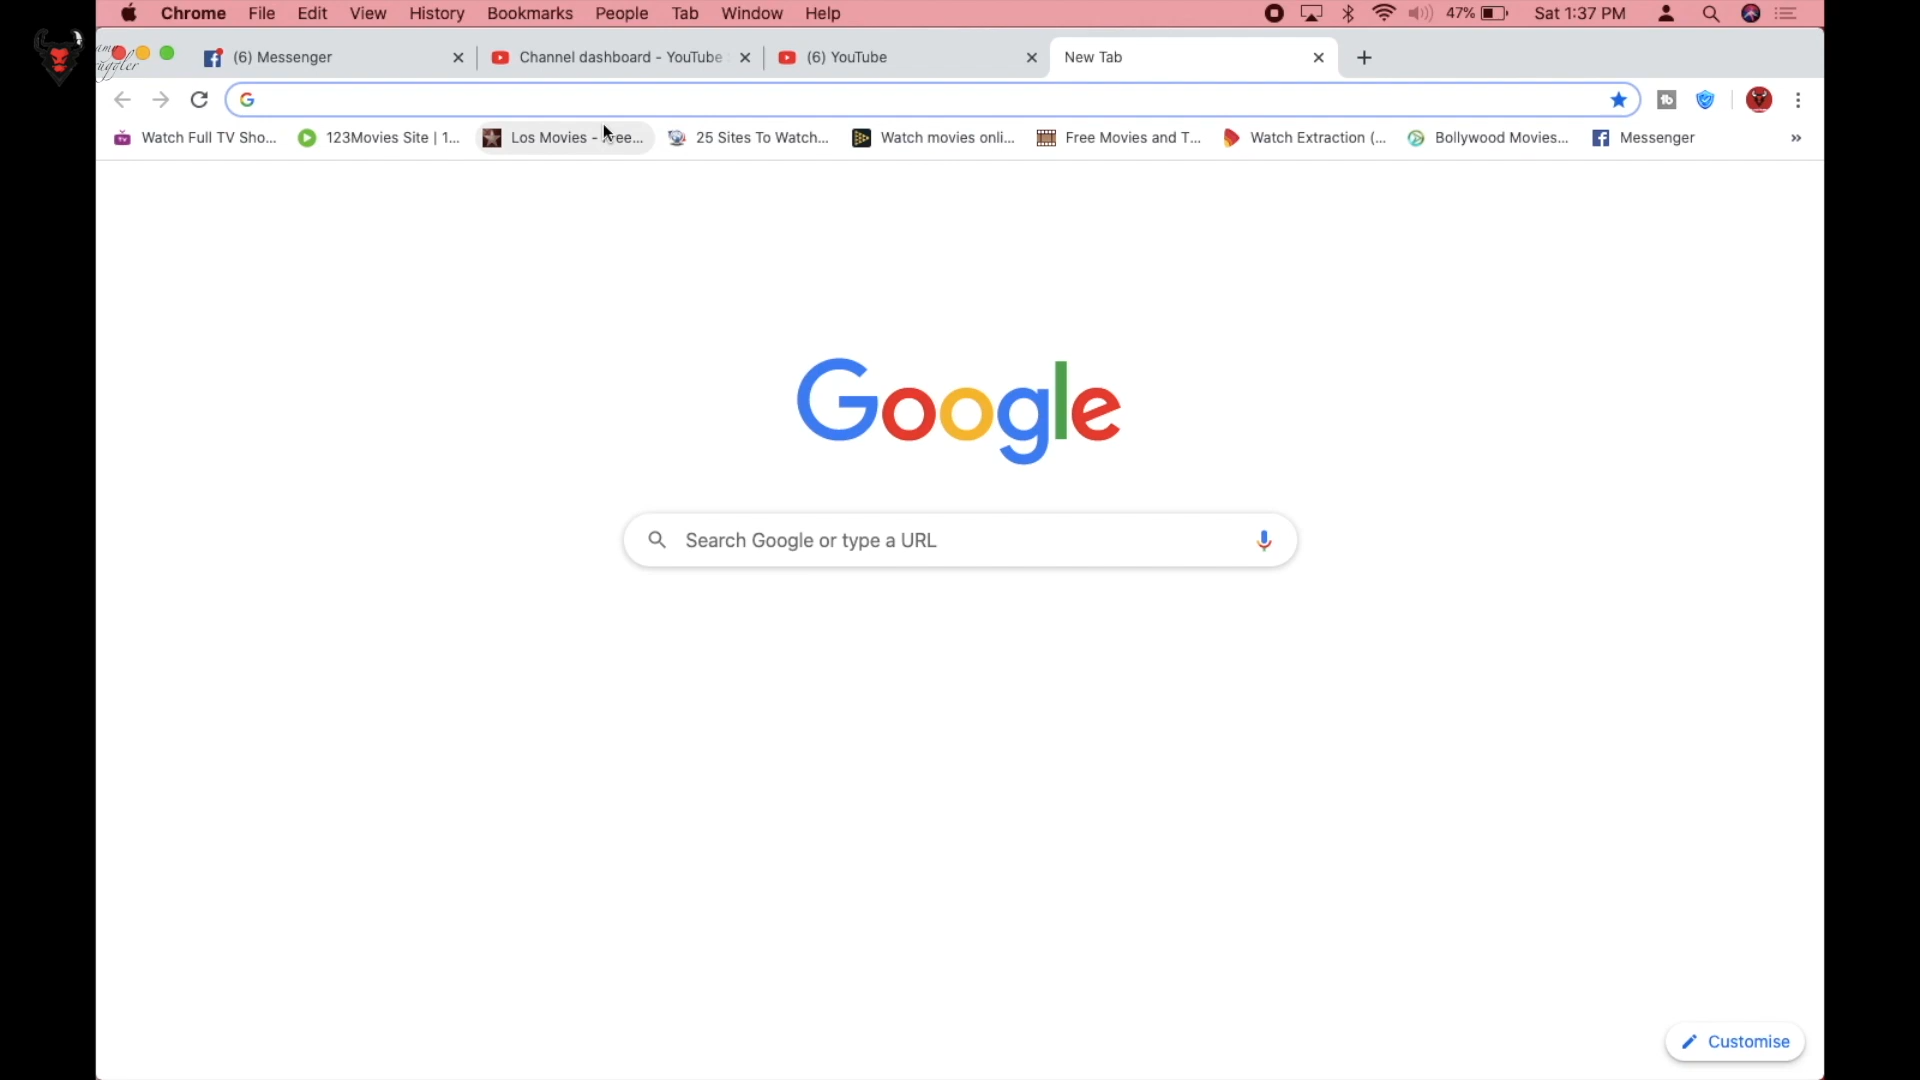 Chrome File Edit View History Bookmarks People Tab Window Help 47% Sat 1:37 PM
(6) Messenger Channel dashboard - YouTube (6) YouTube New Tab
Watch Full TV Sho... 123Movies Site | 1... Los Movies - Free... 25 Sites To Watch... Watch movies onli... Free Movies and T... Watch Extraction (... Bollywood Movies... Messenger »
Google
Search Google or type a URL
Customise